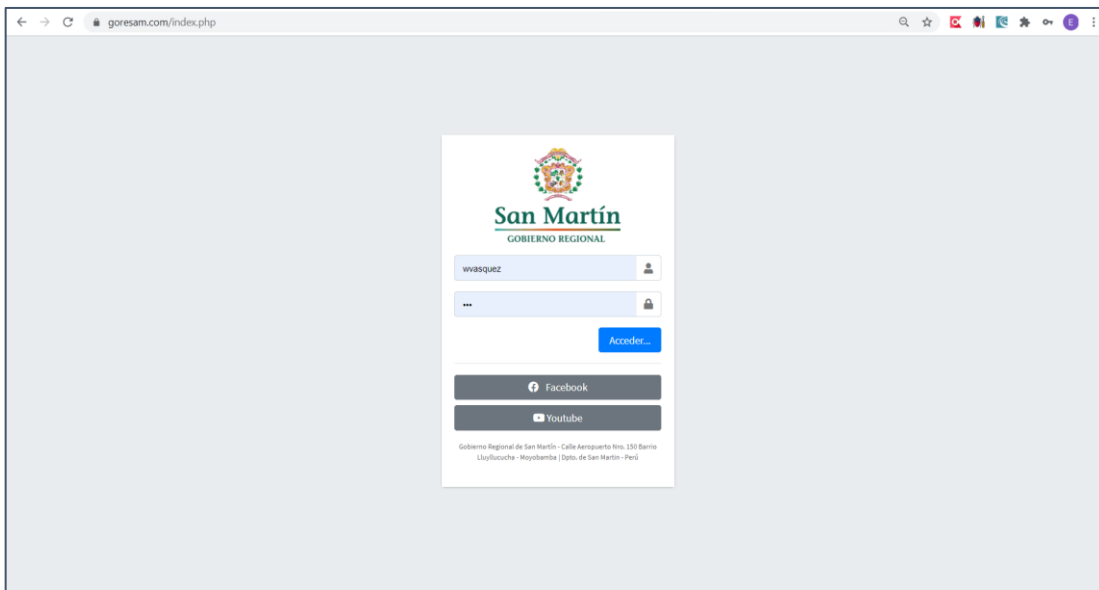 goresam.com/index.php
E
San Martín
GOBIERNO REGIONAL
wvasquez
•••
Acceder...
Facebook
Youtube
Gobierno Regional de San Martín - Calle Aeropuerto Nro. 150 Barrio
Lluyllucucha - Moyobamba | Dpto. de San Martín - Perú